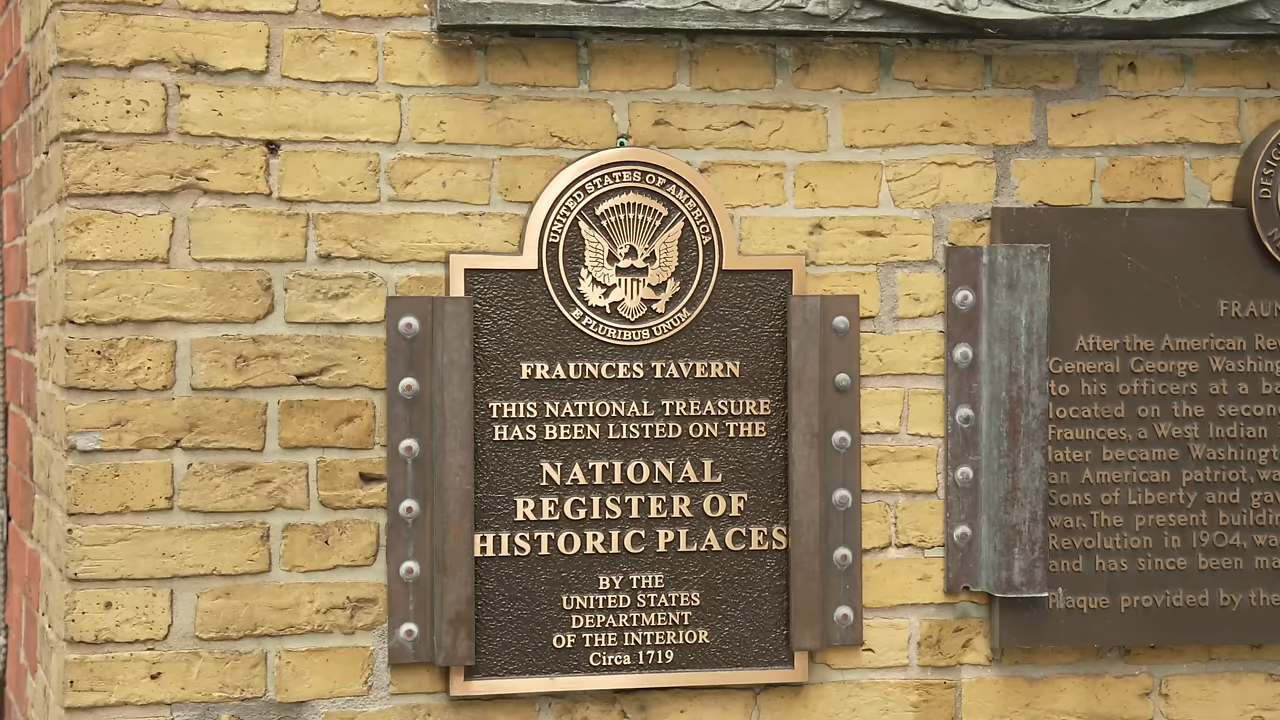 UNITED STATES OF AMERICA
E PLURIBUS UNUM
FRAUNCES TAVERN
THIS NATIONAL TREASURE
HAS BEEN LISTED ON THE
NATIONAL
REGISTER OF
HISTORIC PLACES
BY THE
UNITED STATES
DEPARTMENT
OF THE INTERIOR
Circa 1719
DESIG
FRAUN
After the American Rev
General George Washing
to his officers at a ba
located on the secon
Fraunces, a West Indian
later became Washingt
an American patriot, wa
Sons of Liberty and ga
war. The present buildin
Revolution in 1904, wa
and has since been ma
Plaque provided by the